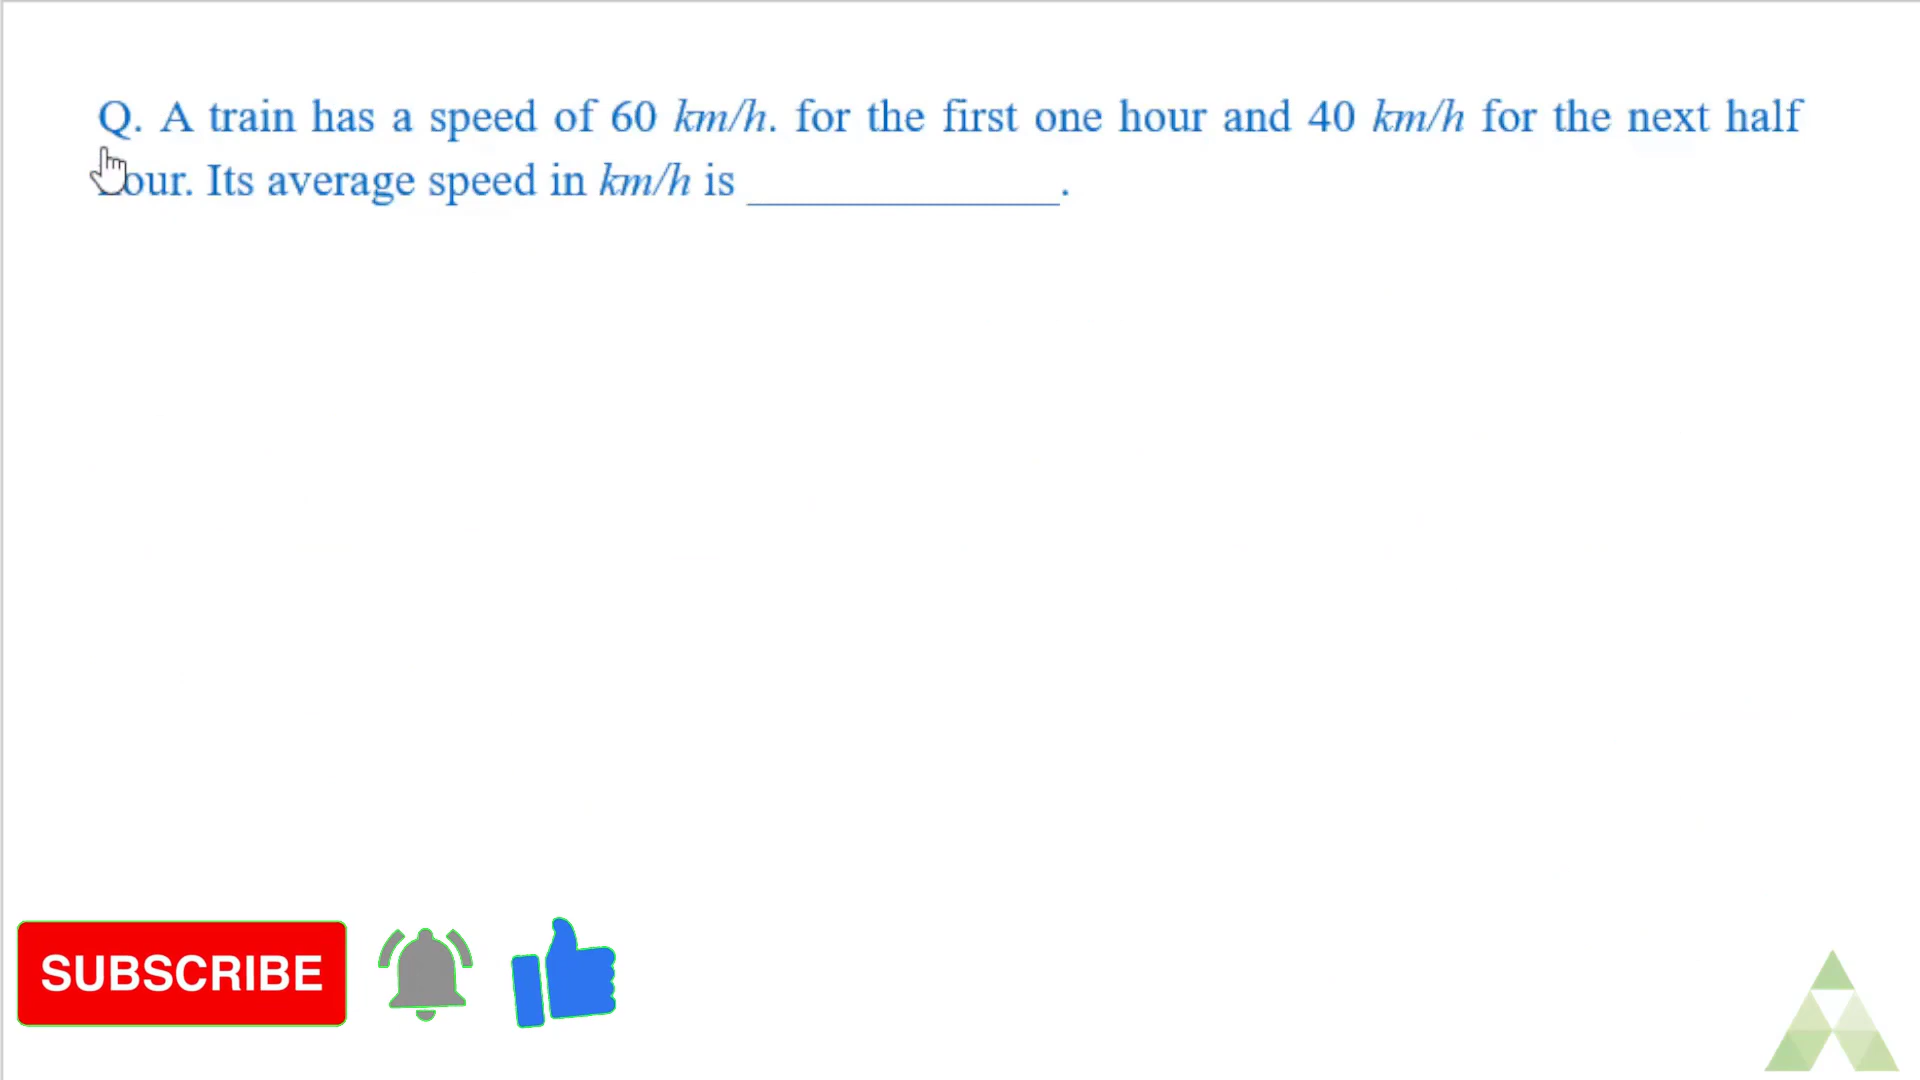 Q. A train has a speed of 60 km/h. for the first one hour and 40 km/h for the next half
our. Its average speed in km/h is ____________.
SUBSCRIBE